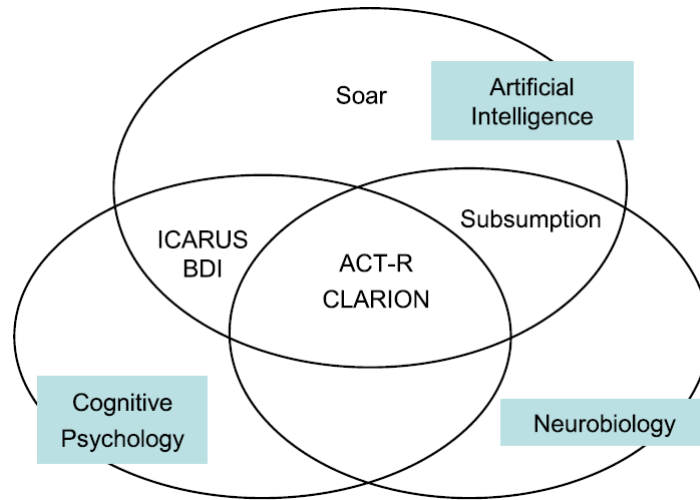 Soar
Artificial
Intelligence
Subsumption
ICARUS
BDI
ACT-R
CLARION
Cognitive
Psychology
Neurobiology